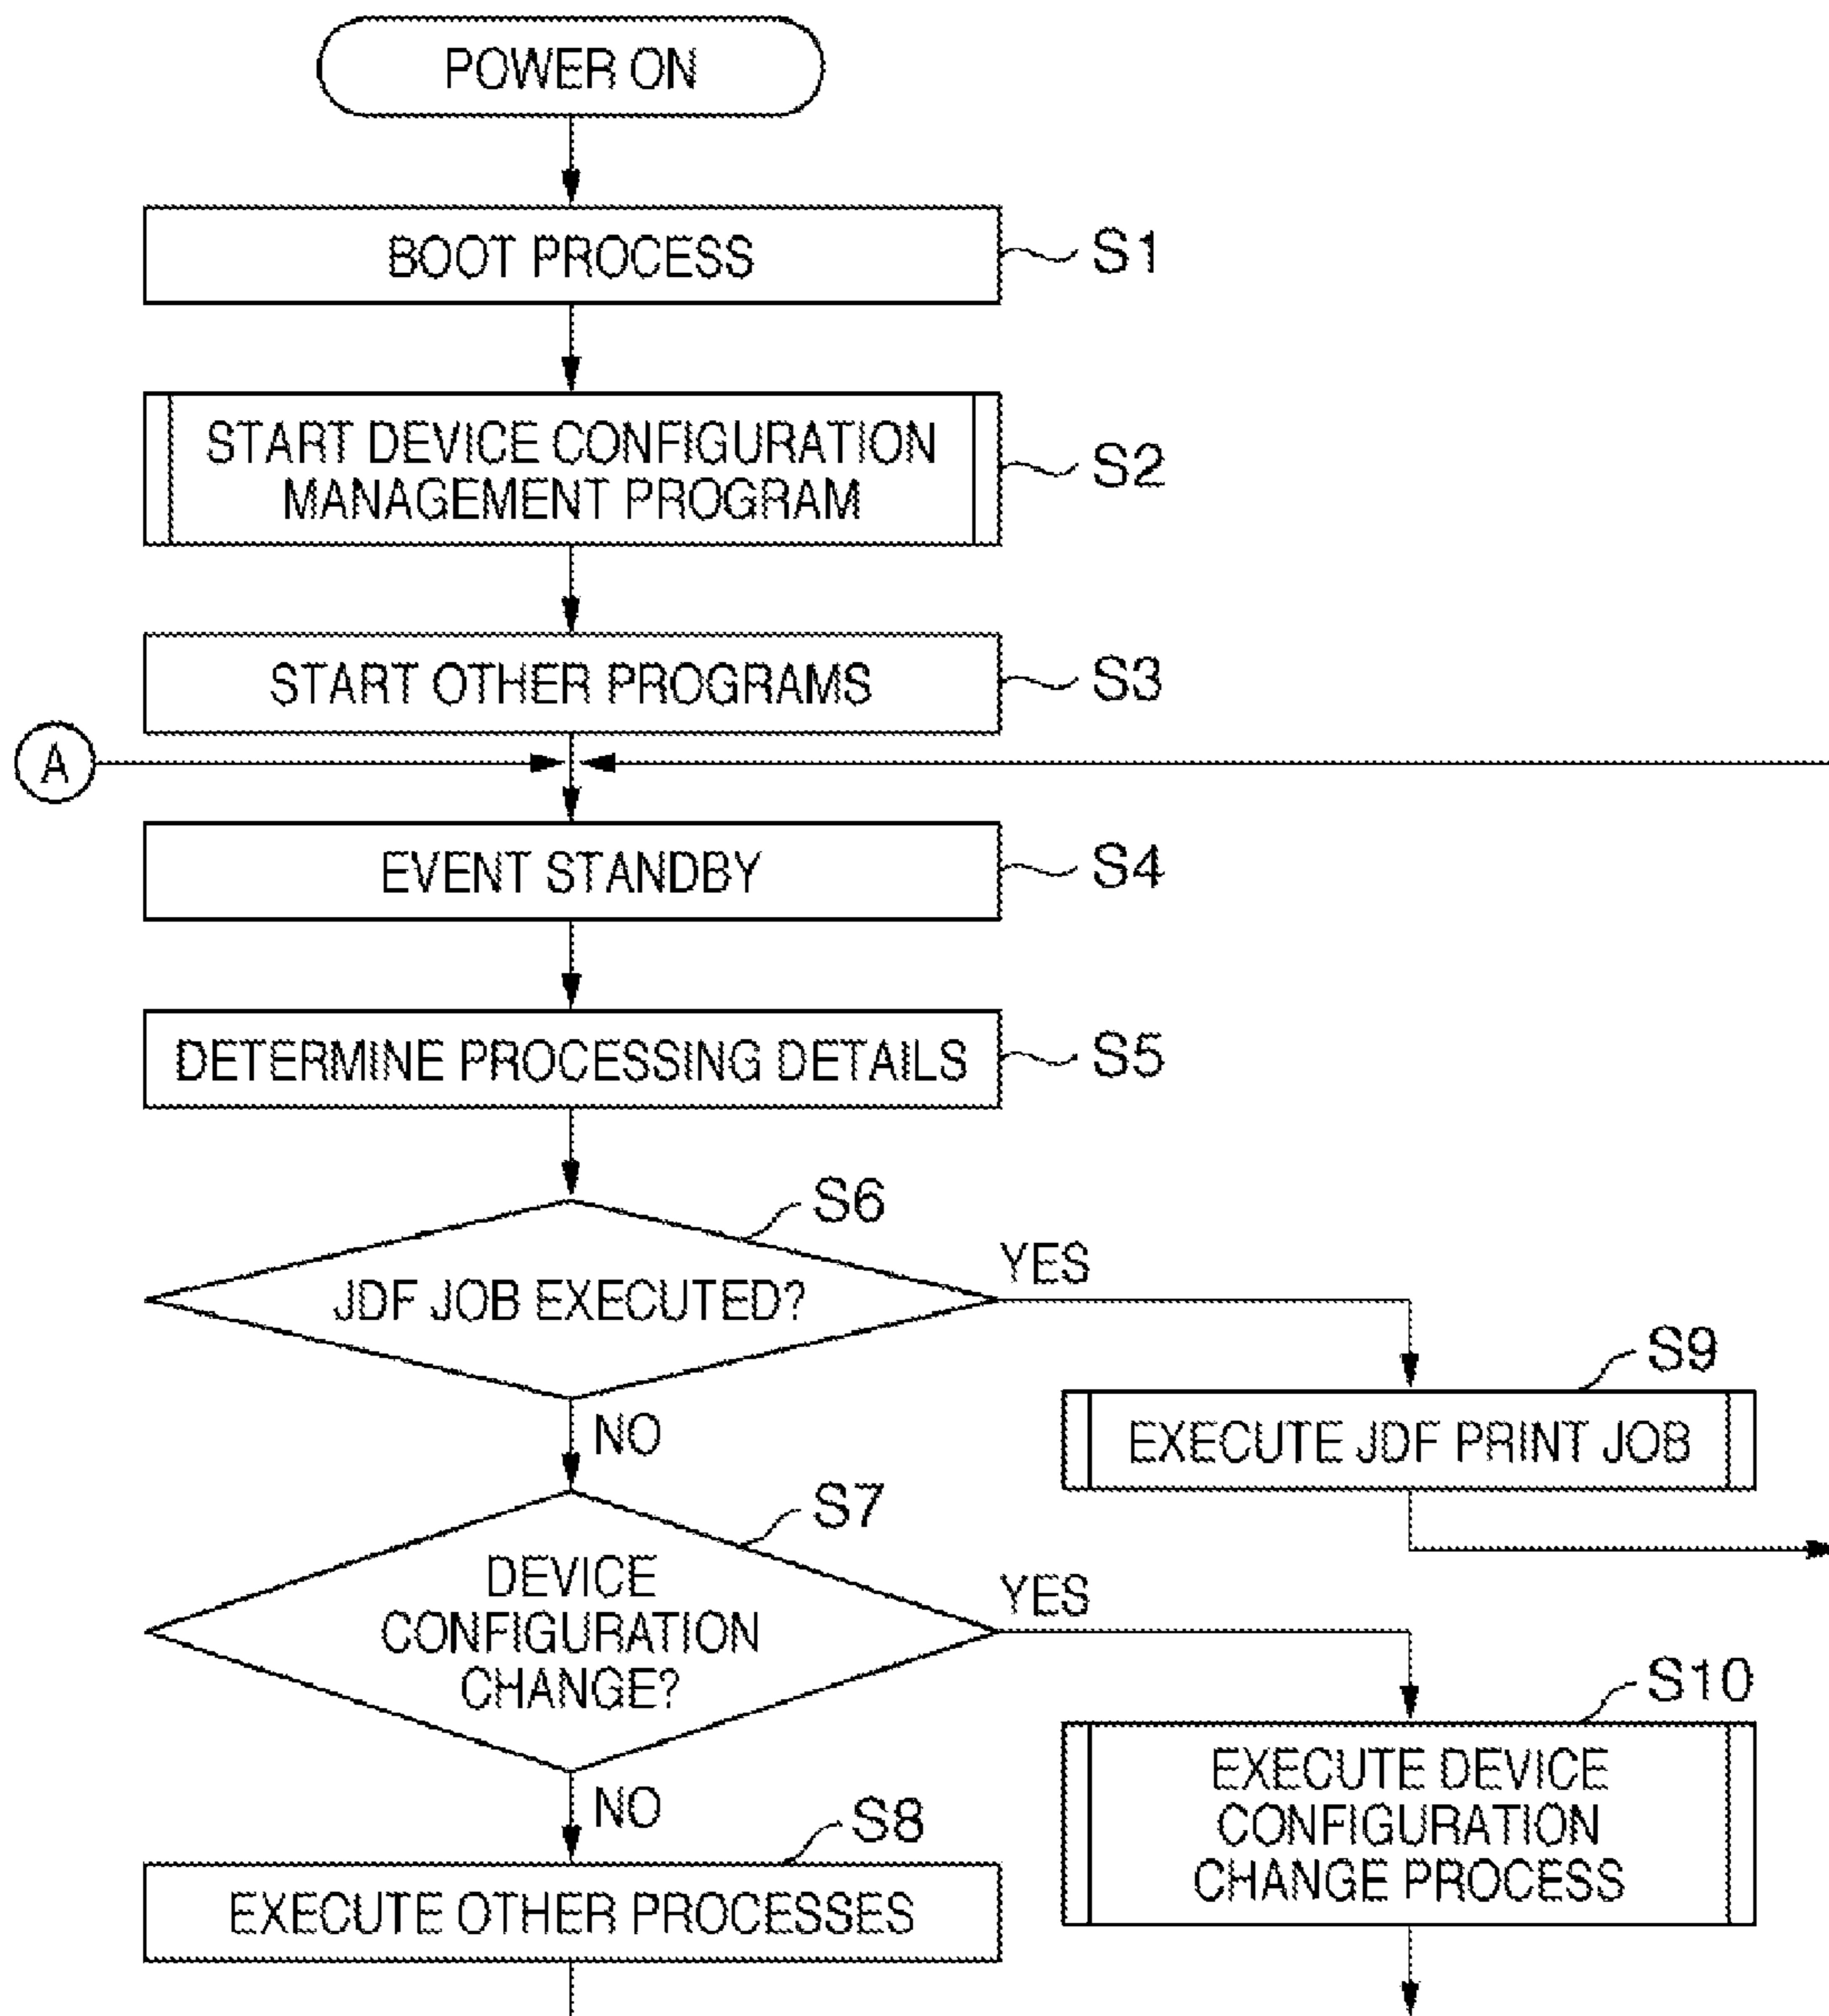 POWER ON
BOOT PROCESS
S1
START DEVICE CONFIGURATION
MANAGEMENT PROGRAM
S2
START OTHER PROGRAMS
S3
A
EVENT STANDBY
S4
DETERMINE PROCESSING DETAILS
S5
S6
JDF JOB EXECUTED?
YES
NO
S9
EXECUTE JDF PRINT JOB
S7
DEVICE
CONFIGURATION
CHANGE?
YES
NO
S10
EXECUTE DEVICE
CONFIGURATION
CHANGE PROCESS
S8
EXECUTE OTHER PROCESSES